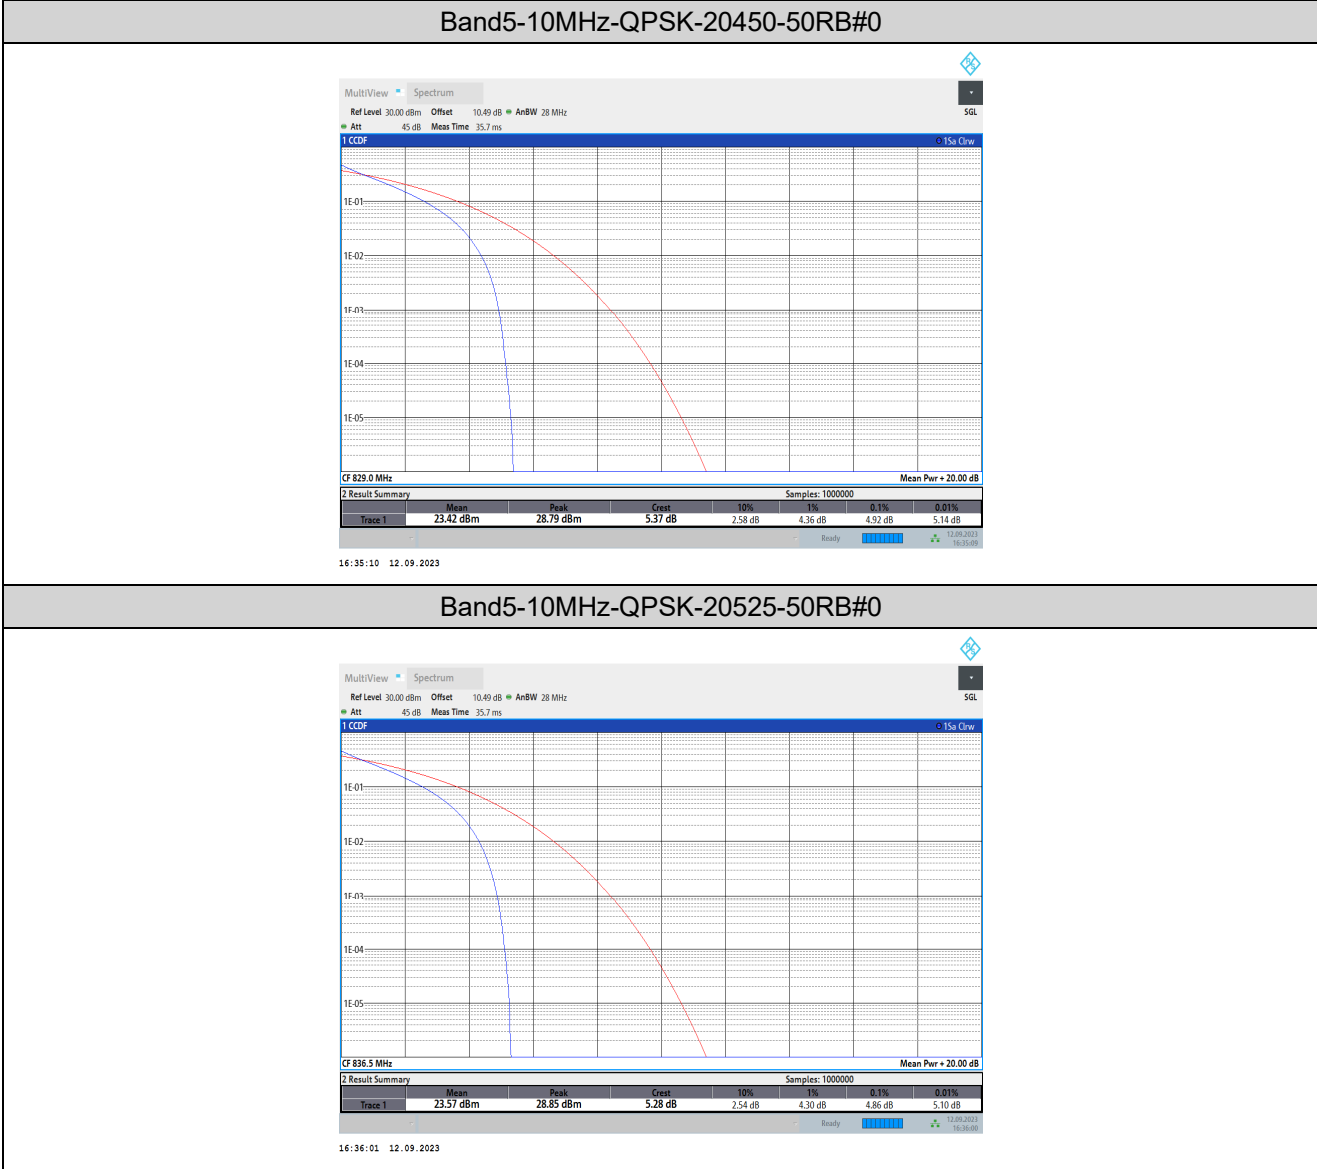 Band5-10MHz-QPSK-20450-50RB#0
MultiView Spectrum
Ref Level 30.00 dBm Offset 10.49 dB AnBW 28 MHz SGL
Att 45 dB Meas Time 35.7 ms
1 CCDF 1Sa Clrw
1E-01
1E-02
1E-03
1E-04
1E-05
CF 829.0 MHz Mean Pwr + 20.00 dB
2 Result Summary Samples: 1000000
Mean Peak Crest 10% 1% 0.1% 0.01%
Trace 1 23.42 dBm 28.79 dBm 5.37 dB 2.58 dB 4.36 dB 4.92 dB 5.14 dB
Ready 12.09.2023
16:35:09
16:35:10 12.09.2023
Band5-10MHz-QPSK-20525-50RB#0
MultiView Spectrum
Ref Level 30.00 dBm Offset 10.49 dB AnBW 28 MHz SGL
Att 45 dB Meas Time 35.7 ms
1 CCDF 1Sa Clrw
1E-01
1E-02
1E-03
1E-04
1E-05
CF 836.5 MHz Mean Pwr + 20.00 dB
2 Result Summary Samples: 1000000
Mean Peak Crest 10% 1% 0.1% 0.01%
Trace 1 23.57 dBm 28.85 dBm 5.28 dB 2.54 dB 4.30 dB 4.86 dB 5.10 dB
Ready 12.09.2023
16:36:00
16:36:01 12.09.2023